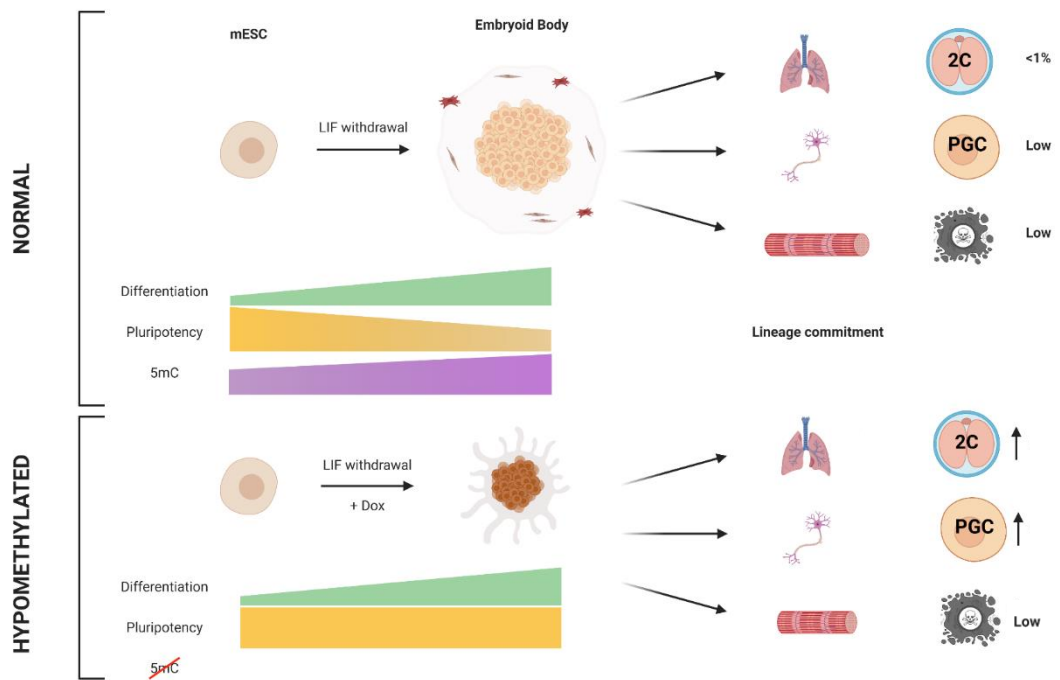 NORMAL
mESC
Embryoid Body
LIF withdrawal
2C
<1%
PGC
Low
Low
Differentiation
Pluripotency
5mC
Lineage commitment
HYPOMETHYLATED
LIF withdrawal
+ Dox
2C
PGC
Low
Differentiation
Pluripotency
5mC